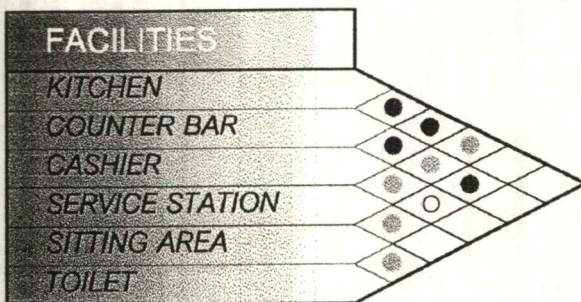 FACILITIES
KITCHEN
COUNTER BAR
CASHIER
SERVICE STATION
SITTING AREA
TOILET